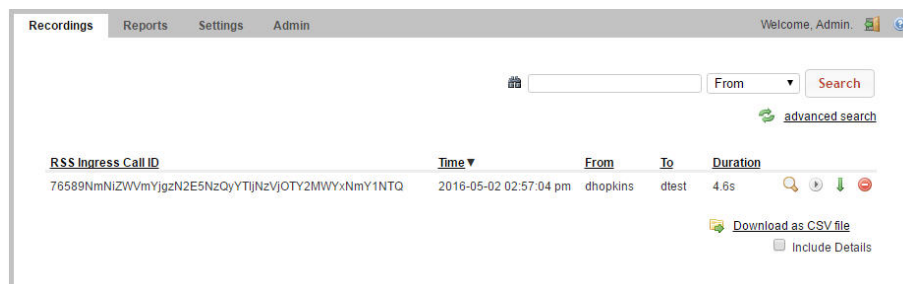 Recordings Reports Settings Admin Welcome, Admin.
From Search
advanced search
RSS Ingress Call ID Time▼ From To Duration
76589NmNiZWVmYjgzN2E5NzQyYTljNzVjOTY2MWYxNmY1NTQ 2016-05-02 02:57:04 pm dhopkins dtest 4.6s
Download as CSV file
Include Details